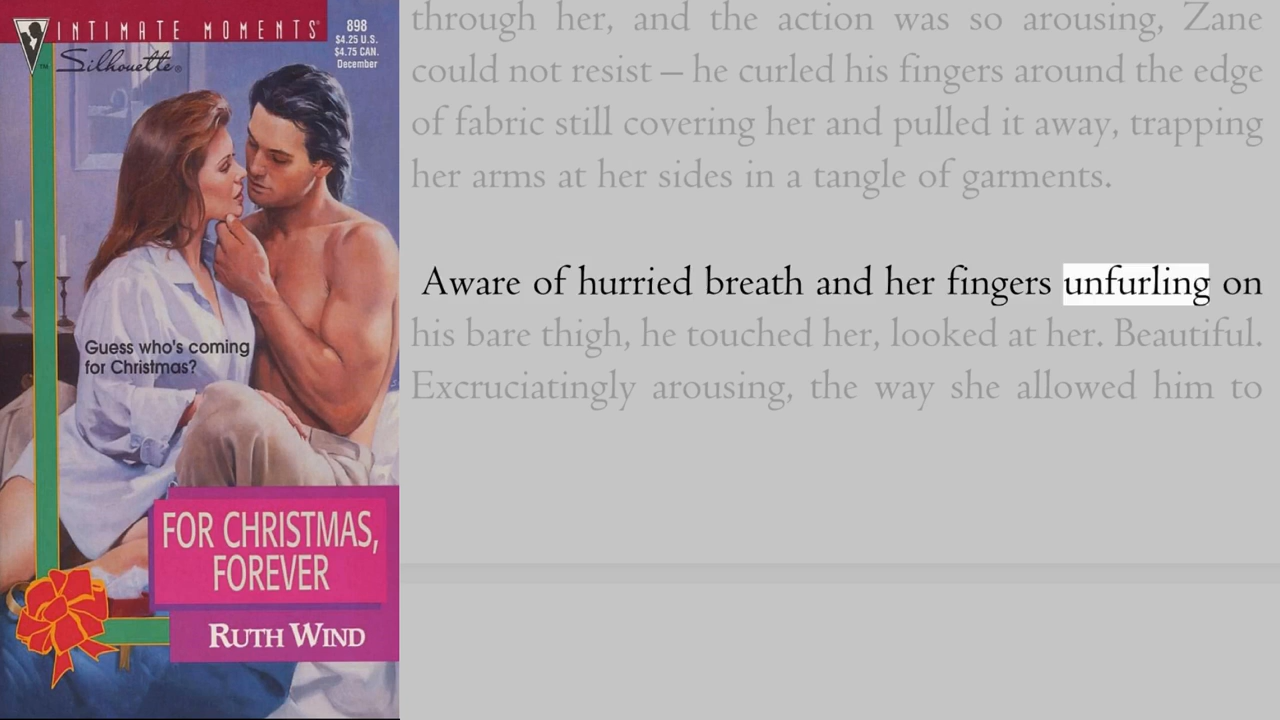 INTIMATE MOMENTS®
898
$4.25 U.S.
$4.75 CAN.
December
TM
Silhouette®
Guess who's coming
for Christmas?
FOR CHRISTMAS,
FOREVER
RUTH WIND
through her, and the action was so arousing, Zane
could not resist – he curled his fingers around the edge
of fabric still covering her and pulled it away, trapping
her arms at her sides in a tangle of garments.
Aware of hurried breath and her fingers unfurling on
his bare thigh, he touched her, looked at her. Beautiful.
Excruciatingly arousing, the way she allowed him to